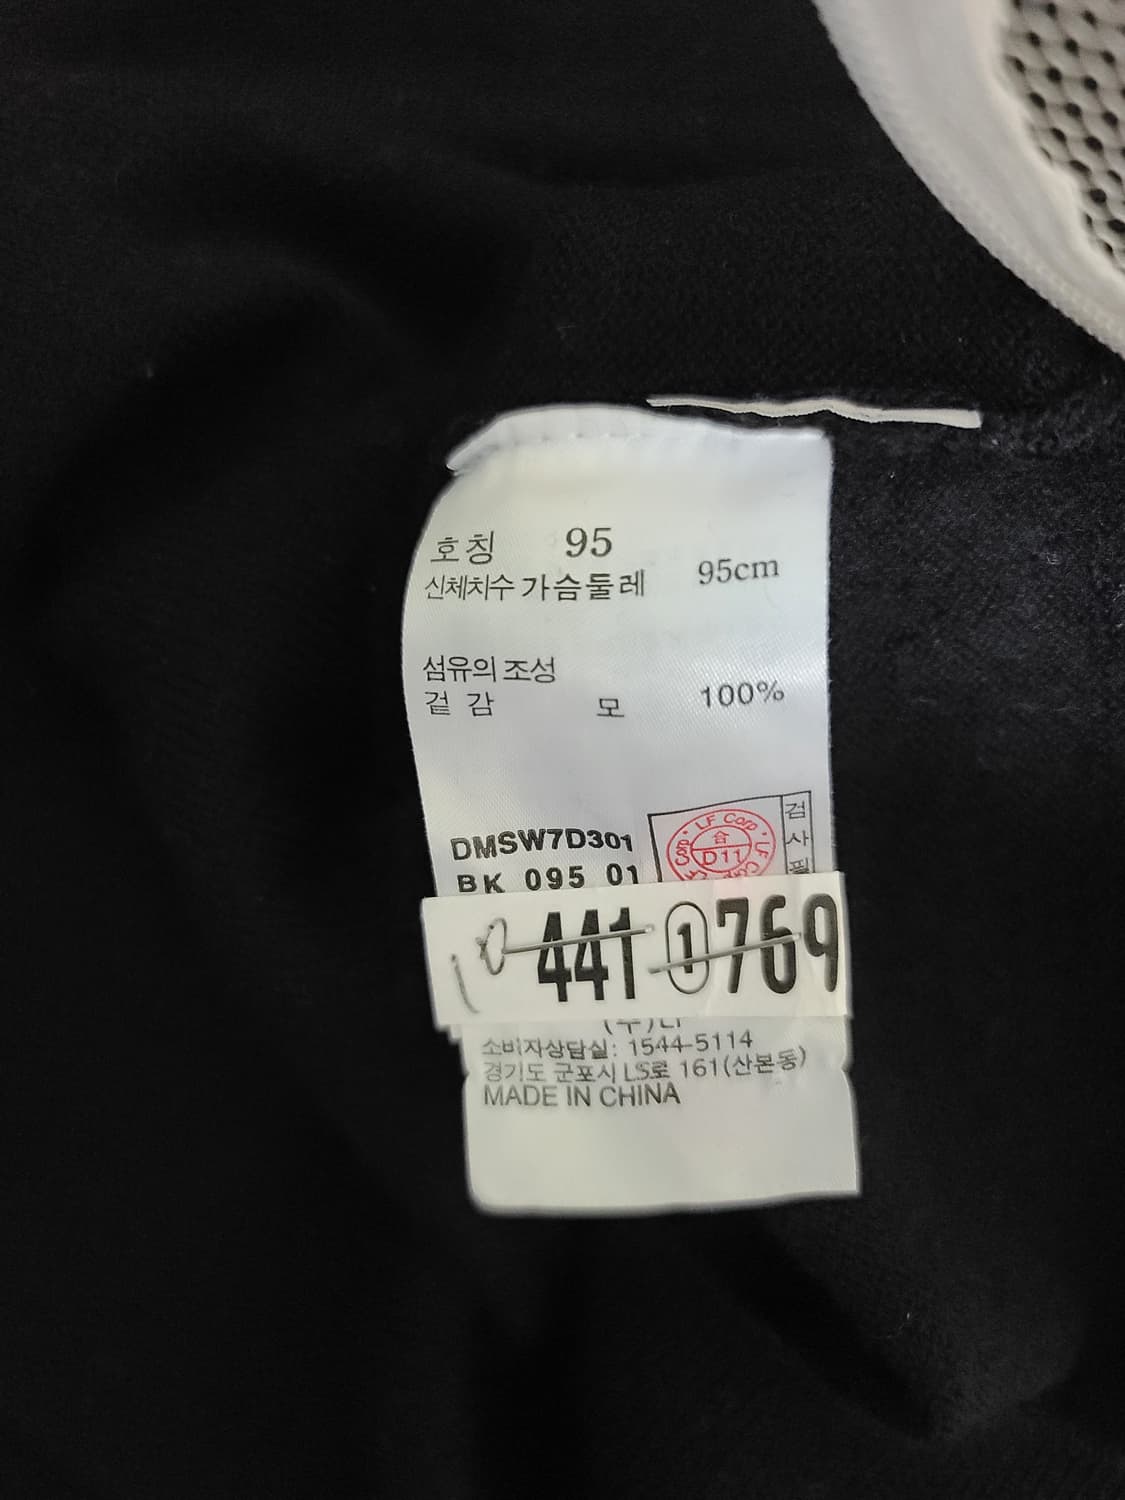 호칭 95
신체치수 가슴둘레 95cm
섬유의 조성
겉감 모 100%
DMSW7D301
BK 095 01
LF Corp
合
D11
검사필
441 ① 769
(주)LF
소비자상담실: 1544-5114
경기도 군포시 LS로 161(산본동)
MADE IN CHINA